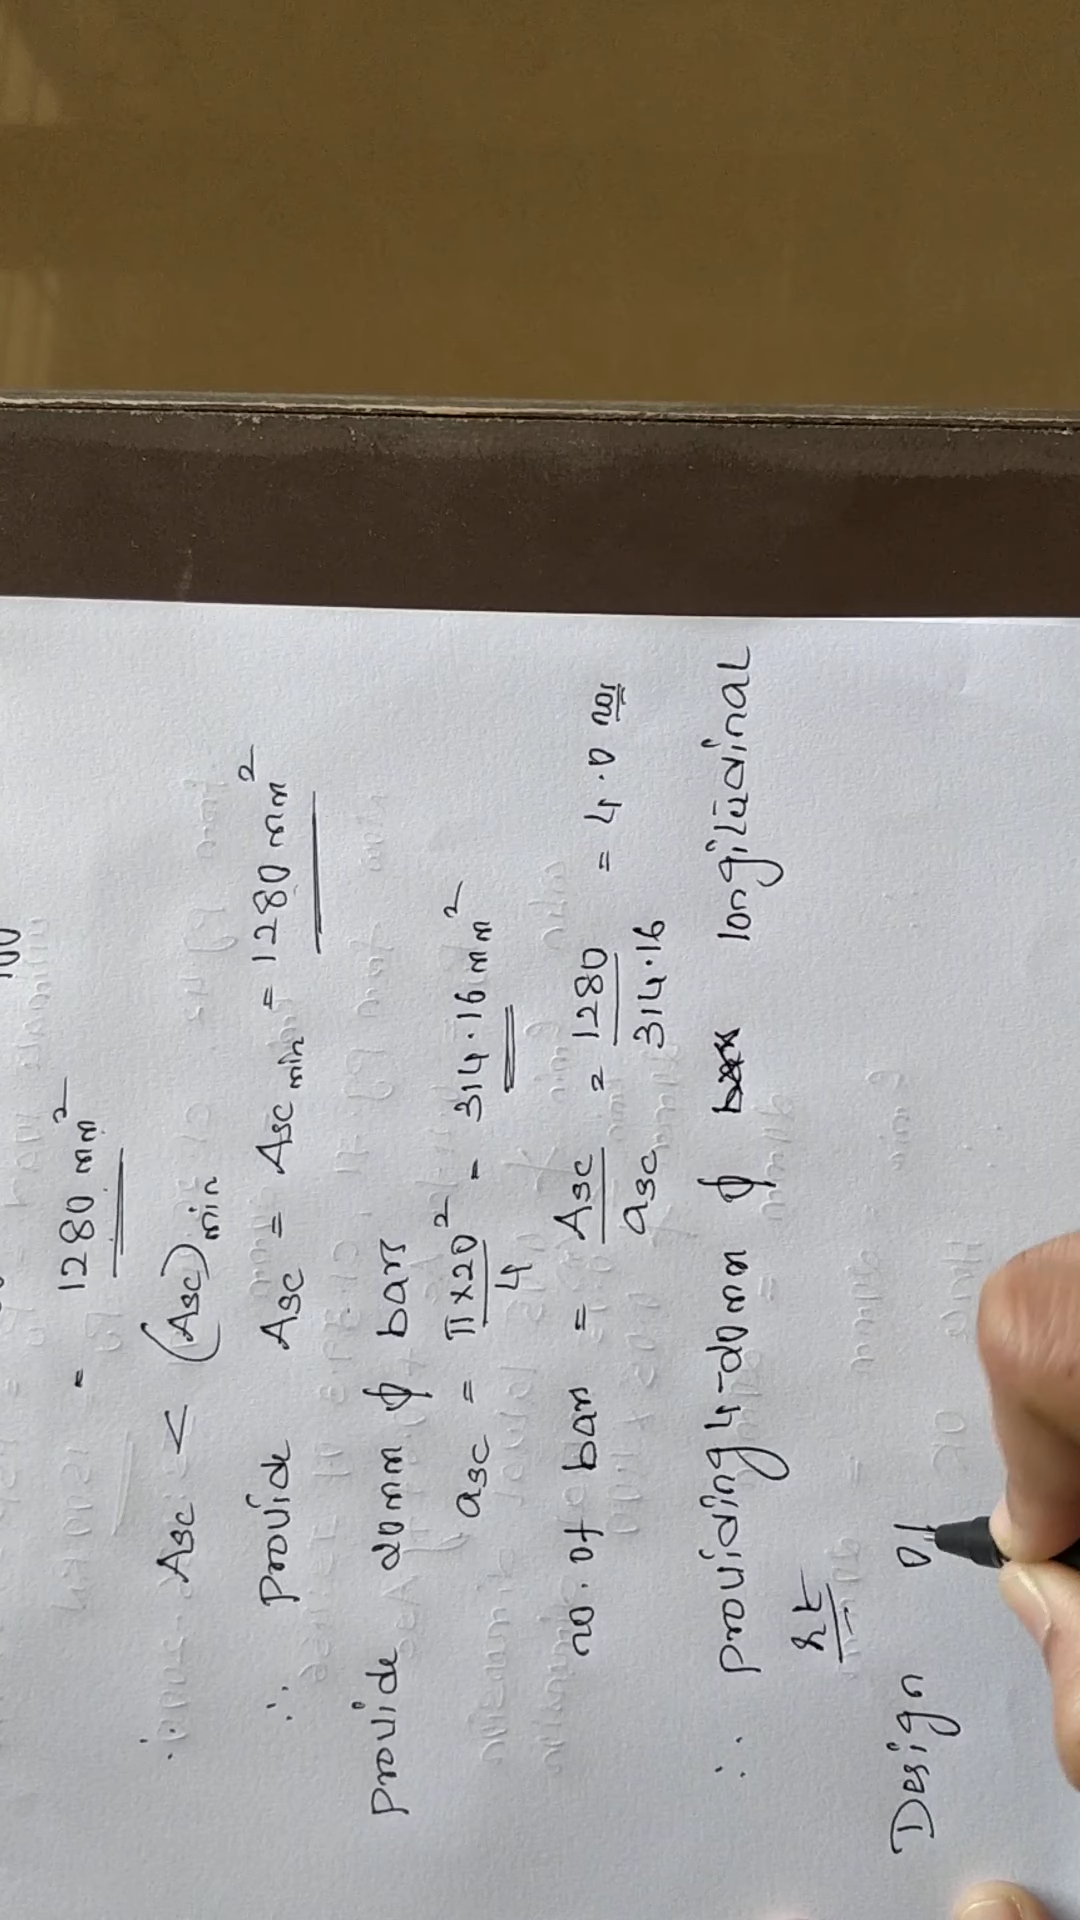 100
= 1280 mm²
Asc < (Asc)min
∴ provide Asc = Asc min = 1280 mm²
provide 20mm ϕ bars
asc = π×20²/4 = 314.16 mm²
no. of bars = Asc/asc = 1280/314.16 = 4.0 nos
∴ providing 4-20mm ϕ longitudinal
Design of